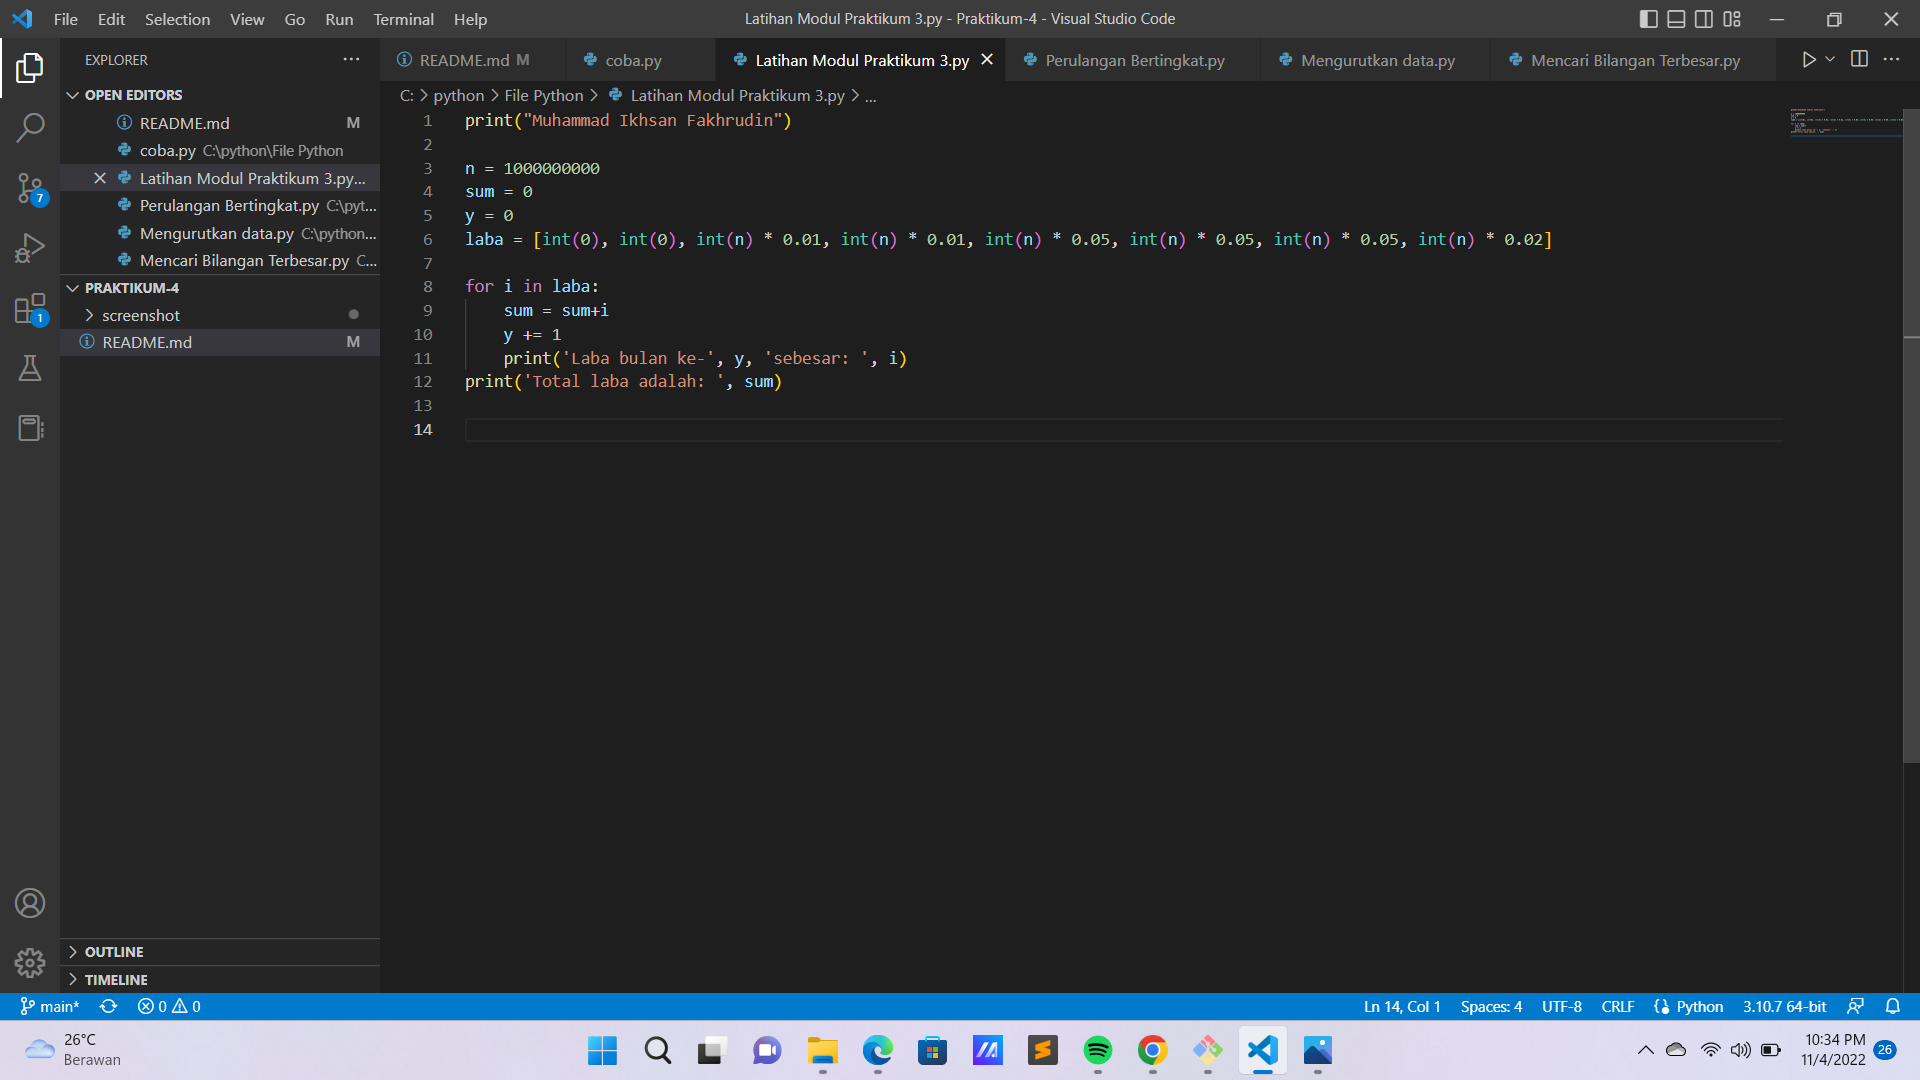 File Edit Selection View Go Run Terminal Help
Latihan Modul Praktikum 3.py - Praktikum-4 - Visual Studio Code
EXPLORER
OPEN EDITORS
README.md M
coba.py C:\python\File Python
Latihan Modul Praktikum 3.py...
Perulangan Bertingkat.py C:\pyt...
Mengurutkan data.py C:\python...
Mencari Bilangan Terbesar.py C...
PRAKTIKUM-4
screenshot
README.md M
OUTLINE
TIMELINE
7
1
README.md M
coba.py
Latihan Modul Praktikum 3.py
Perulangan Bertingkat.py
Mengurutkan data.py
Mencari Bilangan Terbesar.py
C: > python > File Python > Latihan Modul Praktikum 3.py > ...
1 print("Muhammad Ikhsan Fakhrudin")
2
3 n = 1000000000
4 sum = 0
5 y = 0
6 laba = [int(0), int(0), int(n) * 0.01, int(n) * 0.01, int(n) * 0.05, int(n) * 0.05, int(n) * 0.05, int(n) * 0.02]
7
8 for i in laba:
9     sum = sum+i
10     y += 1
11     print('Laba bulan ke-', y, 'sebesar: ', i)
12 print('Total laba adalah: ', sum)
13
14
main* 0 0
Ln 14, Col 1 Spaces: 4 UTF-8 CRLF Python 3.10.7 64-bit
26°C
Berawan
10:34 PM
11/4/2022
26